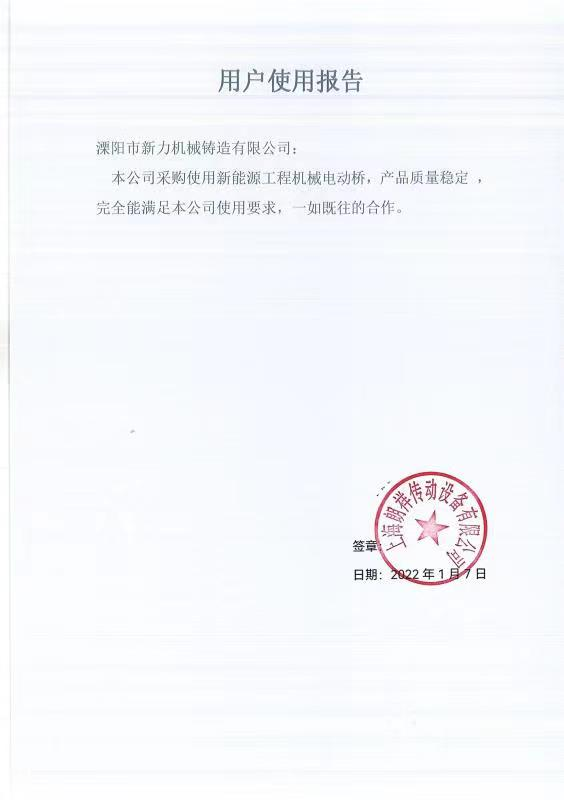 用户使用报告
溧阳市新力机械铸造有限公司：
本公司采购使用新能源工程机械电动桥，产品质量稳定 ，
完全能满足本公司使用要求，一如既往的合作。
上海朗祥传动设备有限公司
签章：
日期：2022 年 1 月 7 日